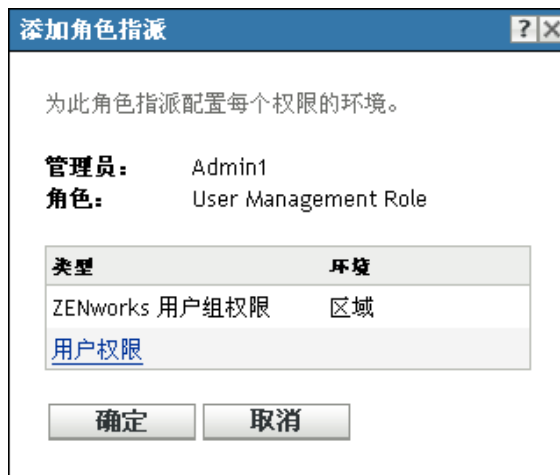 添加角色指派
为此角色指派配置每个权限的环境。
管理员： Admin1
角色： User Management Role
类型 环境
ZENworks 用户组权限 区域
用户权限
确定 取消